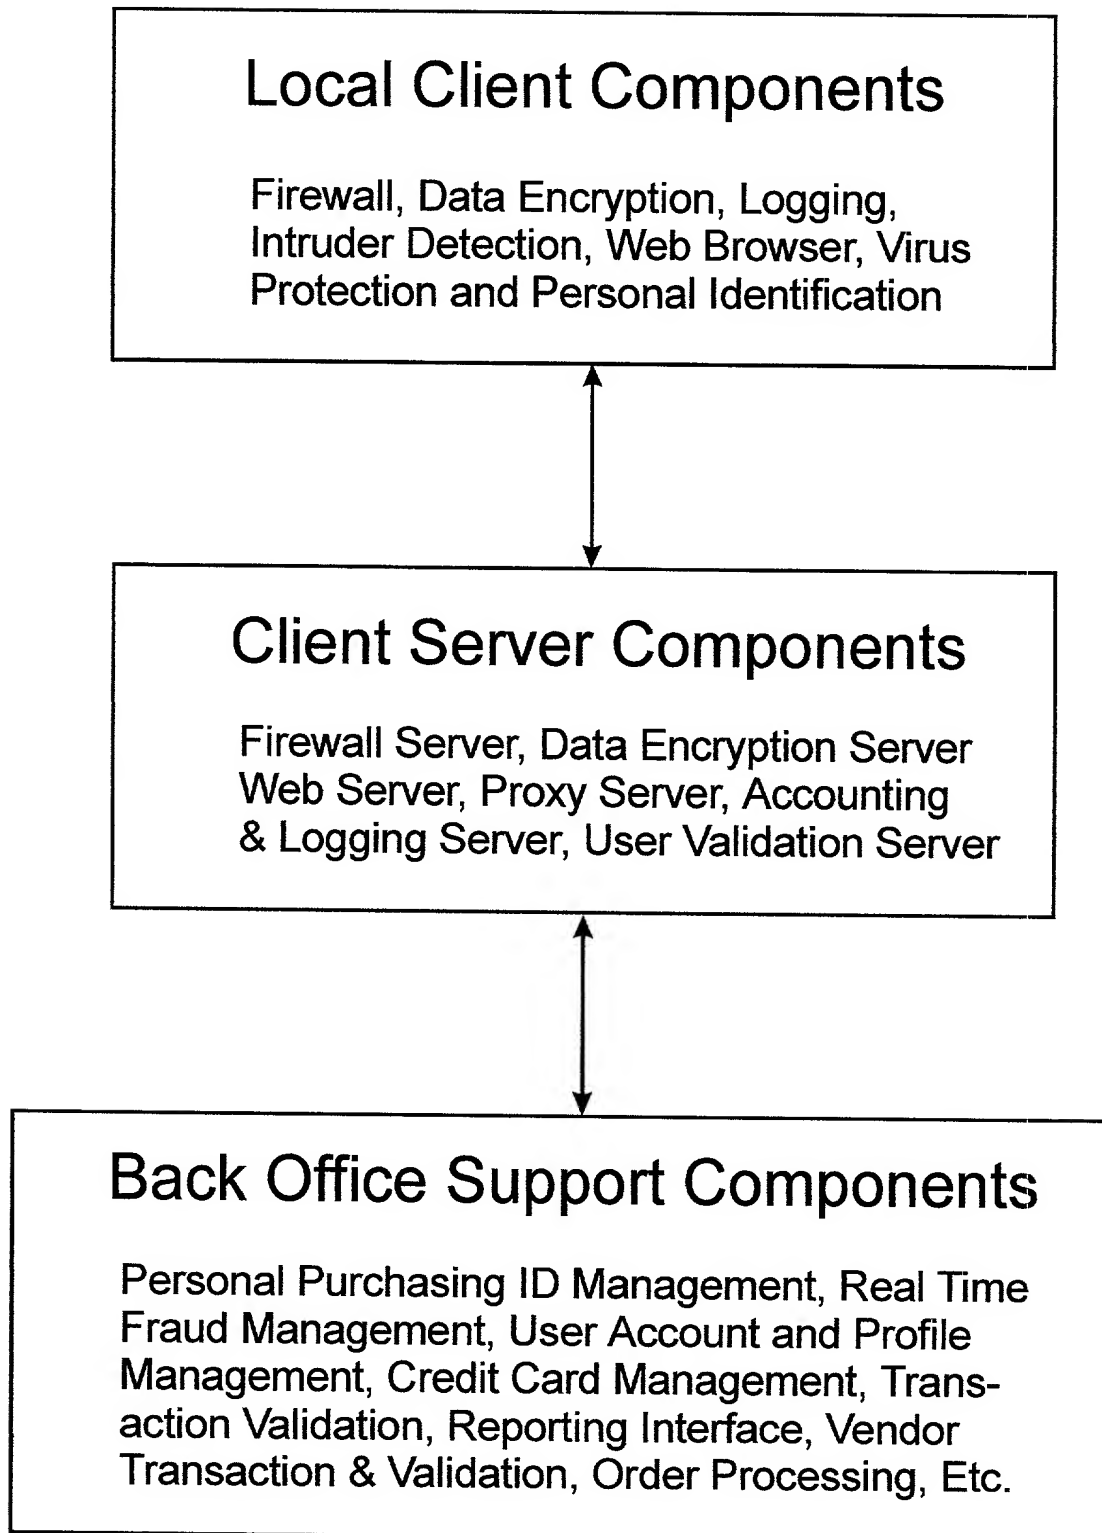 Local Client Components
Firewall, Data Encryption, Logging,
Intruder Detection, Web Browser, Virus
Protection and Personal Identification
Client Server Components
Firewall Server, Data Encryption Server
Web Server, Proxy Server, Accounting
& Logging Server, User Validation Server
Back Office Support Components
Personal Purchasing ID Management, Real Time
Fraud Management, User Account and Profile
Management, Credit Card Management, Trans-
action Validation, Reporting Interface, Vendor
Transaction & Validation, Order Processing, Etc.